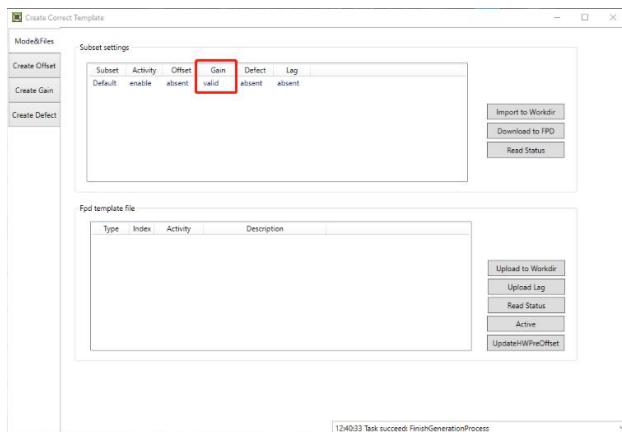 Create Correct Template
Mode&Files
Create Offset
Create Gain
Create Defect
Subset settings
Subset Activity Offset Gain Defect Lag
Default enable absent valid absent absent
Import to Workdir
Download to FPD
Read Status
Fpd template file
Type Index Activity Description
Upload to Workdir
Upload Lag
Read Status
Active
UpdateHWPreOffset
12:40:33 Task succeed: FinishGenerationProcess